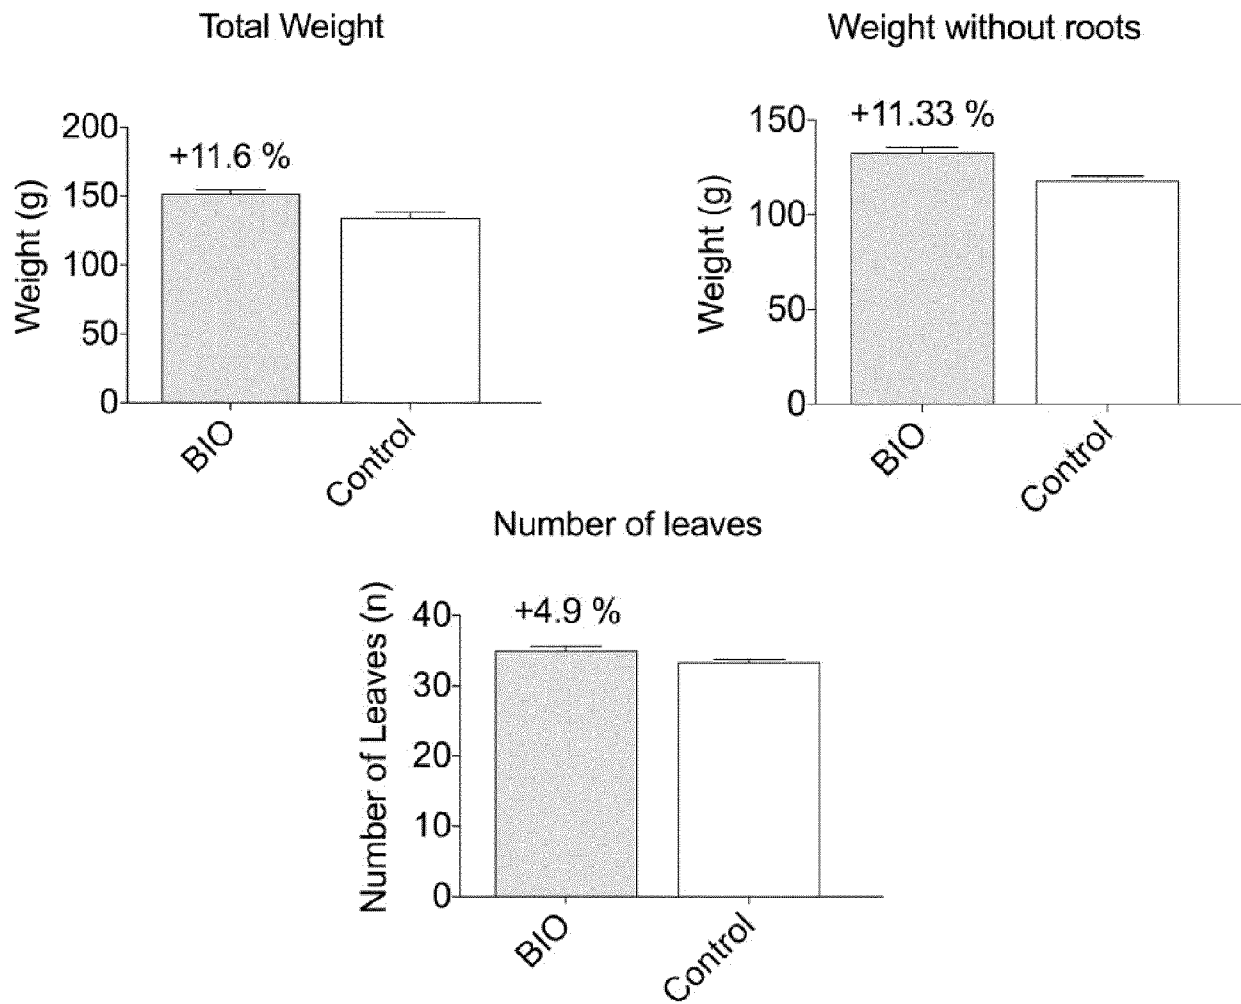 Total Weight
Weight (g)
200
150
100
50
0
+11.6 %
BIO
Control
Weight without roots
Weight (g)
150
100
50
0
+11.33 %
BIO
Control
Number of leaves
Number of Leaves (n)
40
30
20
10
0
+4.9 %
BIO
Control